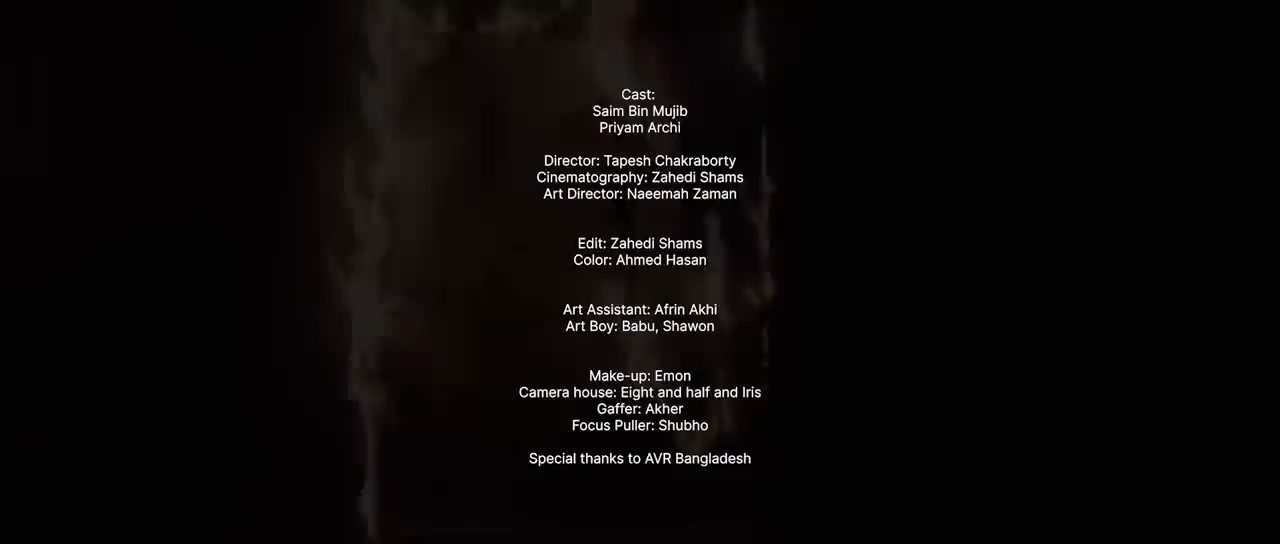 Cast:
Saim Bin Mujib
Priyam Archi
Director: Tapesh Chakraborty
Cinematography: Zahedi Shams
Art Director: Naeemah Zaman
Edit: Zahedi Shams
Color: Ahmed Hasan
Art Assistant: Afrin Akhi
Art Boy: Babu, Shawon
Make-up: Emon
Camera house: Eight and half and Iris
Gaffer: Akher
Focus Puller: Shubho
Special thanks to AVR Bangladesh